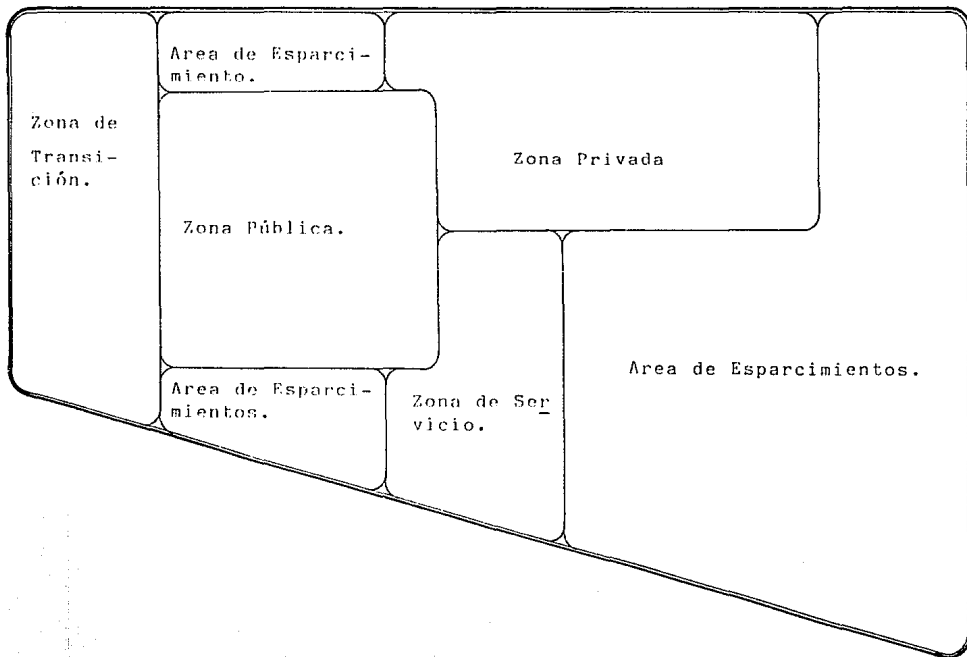 Area de Esparci-
miento.
Zona de
Transi-
ción.
Zona Privada
Zona Pública.
Area de Esparcimientos.
Area de Esparci-
mientos.
Zona de Ser
vicio.